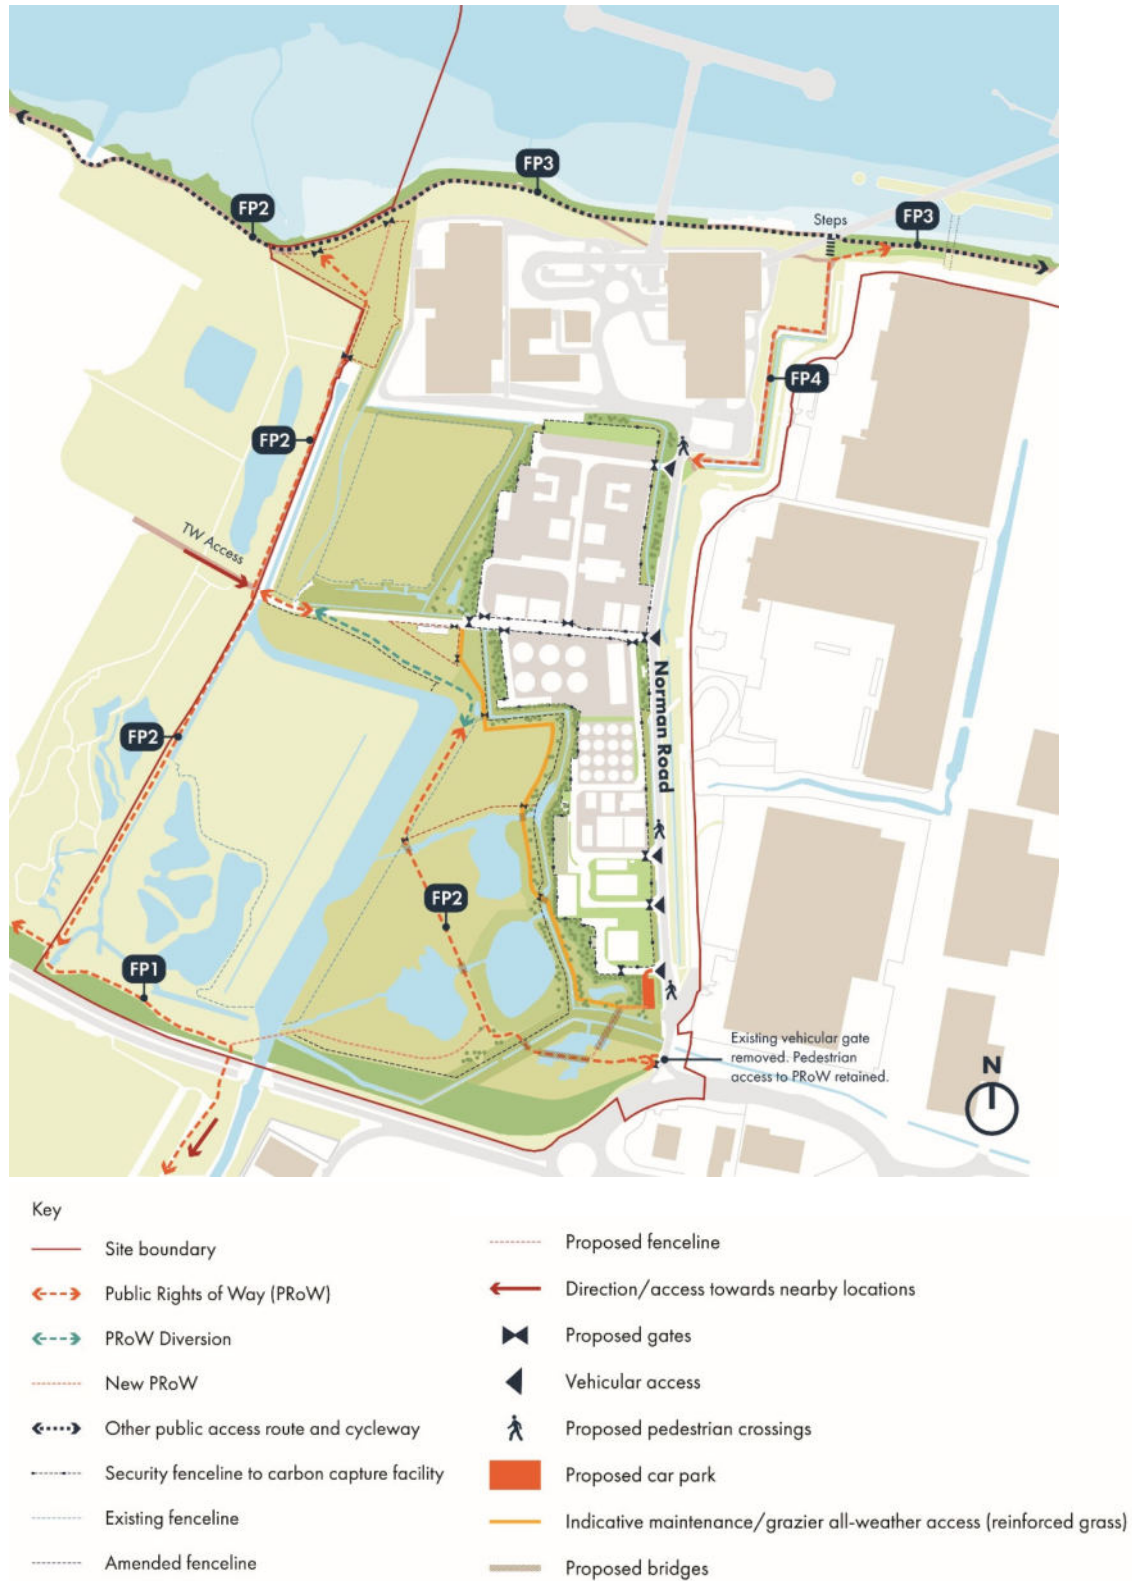 FP3
FP2
Steps
FP3
FP4
FP2
TW Access
Norman Road
FP2
FP2
FP1
Existing vehicular gate
removed. Pedestrian
access to PRoW retained.
N
Key
Site boundary
Public Rights of Way (PRoW)
PRoW Diversion
New PRoW
Other public access route and cycleway
Security fenceline to carbon capture facility
Existing fenceline
Amended fenceline
Proposed fenceline
Direction/access towards nearby locations
Proposed gates
Vehicular access
Proposed pedestrian crossings
Proposed car park
Indicative maintenance/grazier all-weather access (reinforced grass)
Proposed bridges